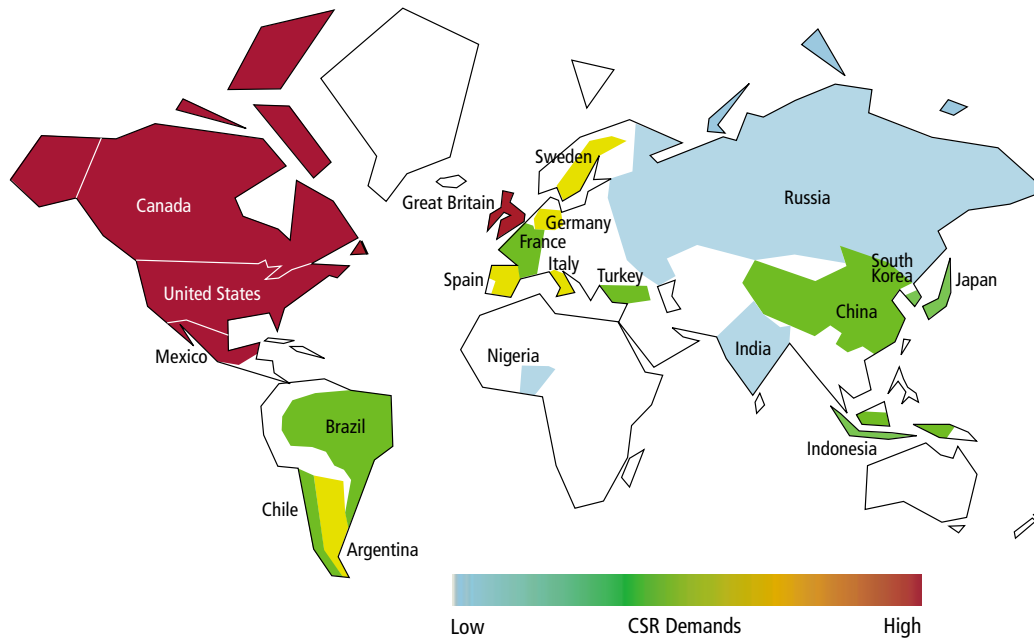 Sweden
Canada
Great Britain
Russia
Germany
France
South
Korea
Italy
Turkey
Spain
Japan
United States
China
India
Mexico
Nigeria
Brazil
Indonesia
Chile
Argentina
Low CSR Demands High